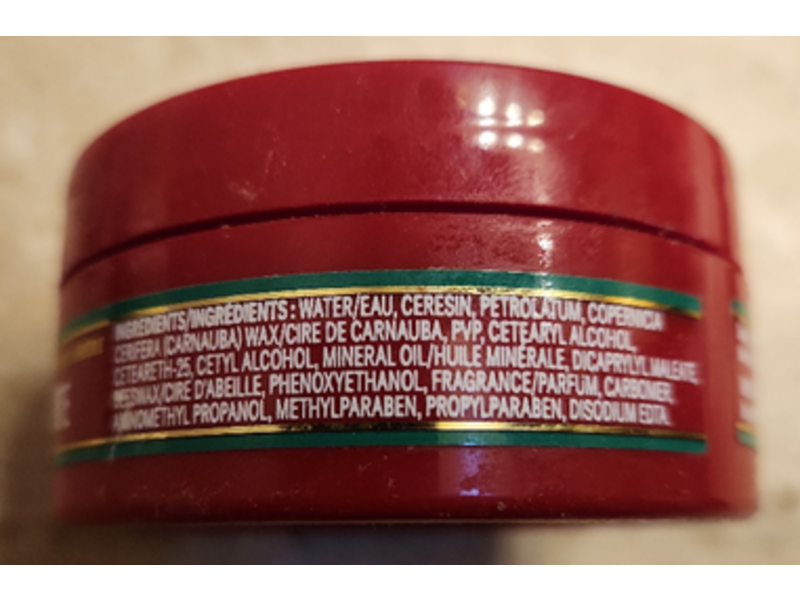 INGREDIENTS/INGRÉDIENTS: WATER/EAU, CERESIN, PETROLATUM, COPERNICIA
CERIFERA (CARNAUBA) WAX/CIRE DE CARNAUBA, PVP, CETEARYL ALCOHOL,
CETEARETH-25, CETYL ALCOHOL, MINERAL OIL/HUILE MINÉRALE, DICAPRYLYL MALEATE,
BEESWAX/CIRE D'ABEILLE, PHENOXYETHANOL, FRAGRANCE/PARFUM, CARBOMER,
AMINOMETHYL PROPANOL, METHYLPARABEN, PROPYLPARABEN, DISODIUM EDTA.